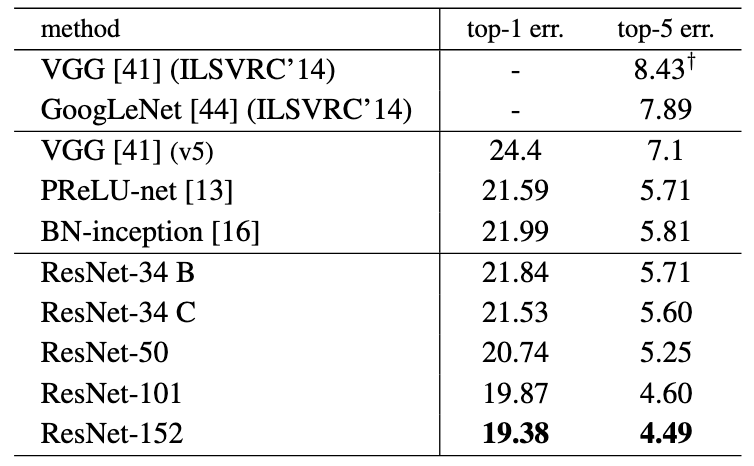 method top-1 err. top-5 err.
VGG [41] (ILSVRC’14) - 8.43†
GoogLeNet [44] (ILSVRC’14) - 7.89
VGG [41] (v5) 24.4 7.1
PReLU-net [13] 21.59 5.71
BN-inception [16] 21.99 5.81
ResNet-34 B 21.84 5.71
ResNet-34 C 21.53 5.60
ResNet-50 20.74 5.25
ResNet-101 19.87 4.60
ResNet-152 19.38 4.49